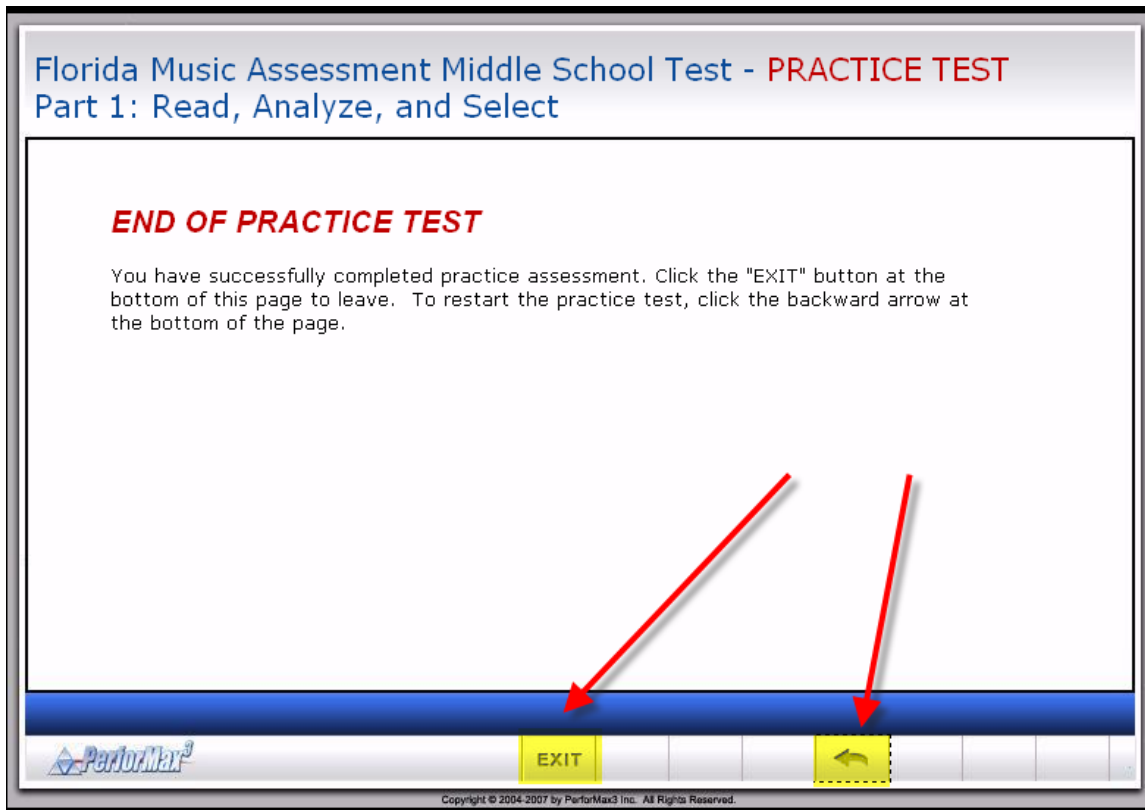 Florida Music Assessment Middle School Test - PRACTICE TEST
Part 1: Read, Analyze, and Select
END OF PRACTICE TEST
You have successfully completed practice assessment. Click the "EXIT" button at the
bottom of this page to leave.  To restart the practice test, click the backward arrow at
the bottom of the page.
PerforMax3
EXIT
Copyright © 2004-2007 by PerforMax3 Inc. All Rights Reserved.